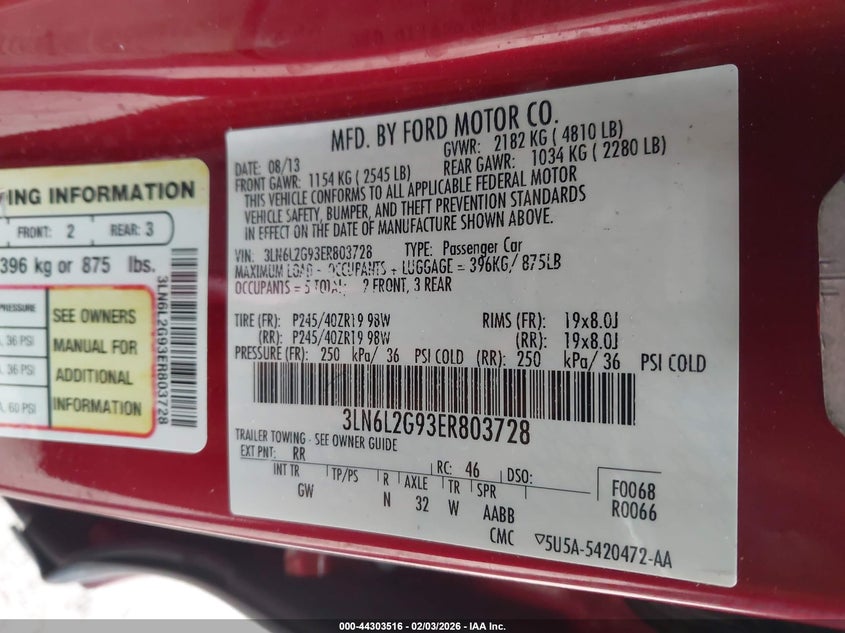 MFD. BY FORD MOTOR CO.
DATE: 08/13 GVWR: 2182 KG ( 4810 LB)
FRONT GAWR: 1154 KG ( 2545 LB) REAR GAWR: 1034 KG ( 2280 LB)
THIS VEHICLE CONFORMS TO ALL APPLICABLE FEDERAL MOTOR
VEHICLE SAFETY, BUMPER, AND THEFT PREVENTION STANDARDS
IN EFFECT ON THE DATE OF MANUFACTURE SHOWN ABOVE.
VIN: 3LN6L2G93ER803728 TYPE: Passenger Car
MAXIMUM LOAD - OCCUPANTS + LUGGAGE = 396KG/ 875LB
OCCUPANTS = 5 TOTAL: 2 FRONT, 3 REAR
TIRE (FR): P245/40ZR19 98W RIMS (FR): 19x8.0J
(RR): P245/40ZR19 98W (RR): 19x8.0J
PRESSURE (FR): 250 kPa/ 36 PSI COLD (RR): 250 kPa/ 36 PSI COLD
3LN6L2G93ER803728
TRAILER TOWING - SEE OWNER GUIDE
EXT PNT: RR RC: 46 DSO:
INT TR TP/PS R AXLE TR SPR F0068
GW N 32 W AABB R0066
CMC ▽5U5A-5420472-AA
ING INFORMATION
FRONT: 2 REAR: 3
396 kg or 875 lbs.
PRESSURE
36 PSI
36 PSI
60 PSI
SEE OWNERS
MANUAL FOR
ADDITIONAL
INFORMATION
3LN6L2G93ER803728
000-44303516 - 02/03/2026 - IAA Inc.